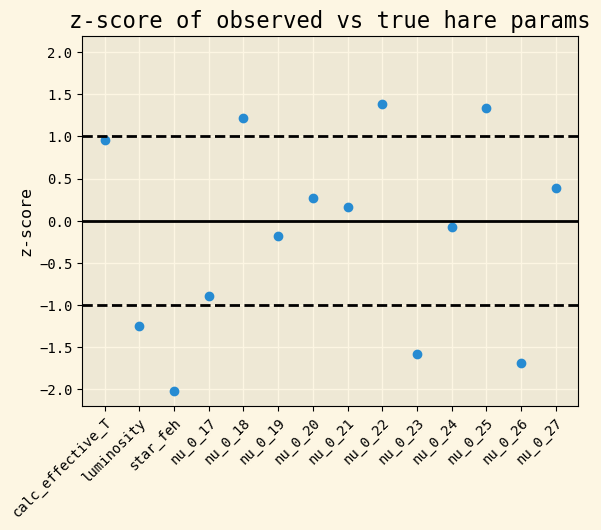 z-score of observed vs true hare params
z-score
2.0
1.5
1.0
0.5
0.0
−0.5
−1.0
−1.5
−2.0
calc_effective_T
luminosity
star_feh
nu_0_17
nu_0_18
nu_0_19
nu_0_20
nu_0_21
nu_0_22
nu_0_23
nu_0_24
nu_0_25
nu_0_26
nu_0_27